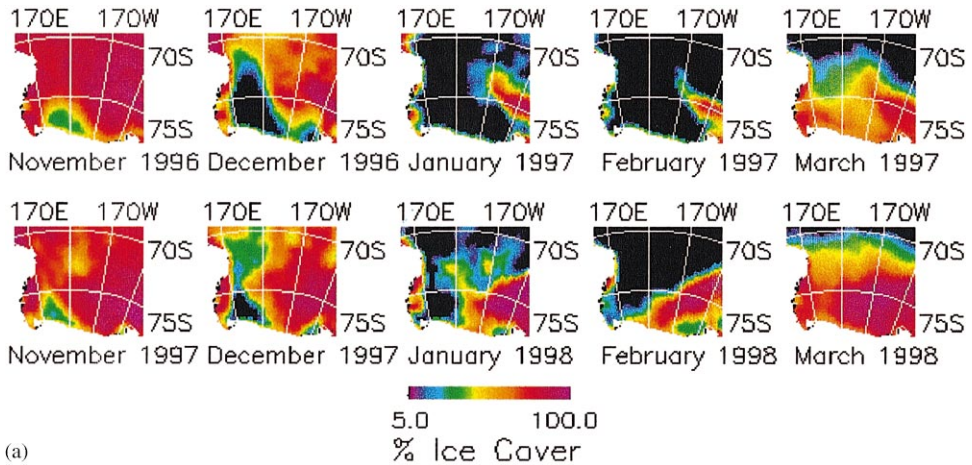 170E 170W 170E 170W 170E 170W 170E 170W 170E 170W
70S 70S 70S 70S 70S
75S 75S 75S 75S 75S
November 1996 December 1996 January 1997 February 1997 March 1997
170E 170W 170E 170W 170E 170W 170E 170W 170E 170W
70S 70S 70S 70S 70S
75S 75S 75S 75S 75S
November 1997 December 1997 January 1998 February 1998 March 1998
5.0 100.0
% Ice Cover
(a)